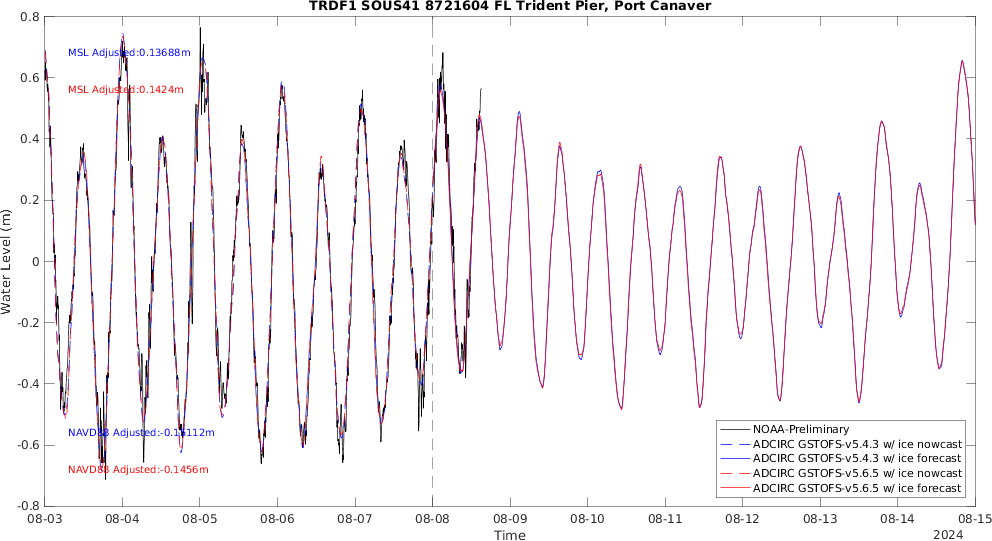 TRDF1 SOUS41 8721604 FL Trident Pier, Port Canaver
0.8
0.6
0.4
0.2
0
-0.2
-0.4
-0.6
-0.8
Water Level (m)
MSL Adjusted:0.13688m
MSL Adjusted:0.1424m
NAVD88 Adjusted:-0.15112m
NAVD88 Adjusted:-0.1456m
NOAA-Preliminary
ADCIRC GSTOFS-v5.4.3 w/ ice nowcast
ADCIRC GSTOFS-v5.4.3 w/ ice forecast
ADCIRC GSTOFS-v5.6.5 w/ ice nowcast
ADCIRC GSTOFS-v5.6.5 w/ ice forecast
08-03 08-04 08-05 08-06 08-07 08-08 08-09 08-10 08-11 08-12 08-13 08-14 08-15
Time
2024